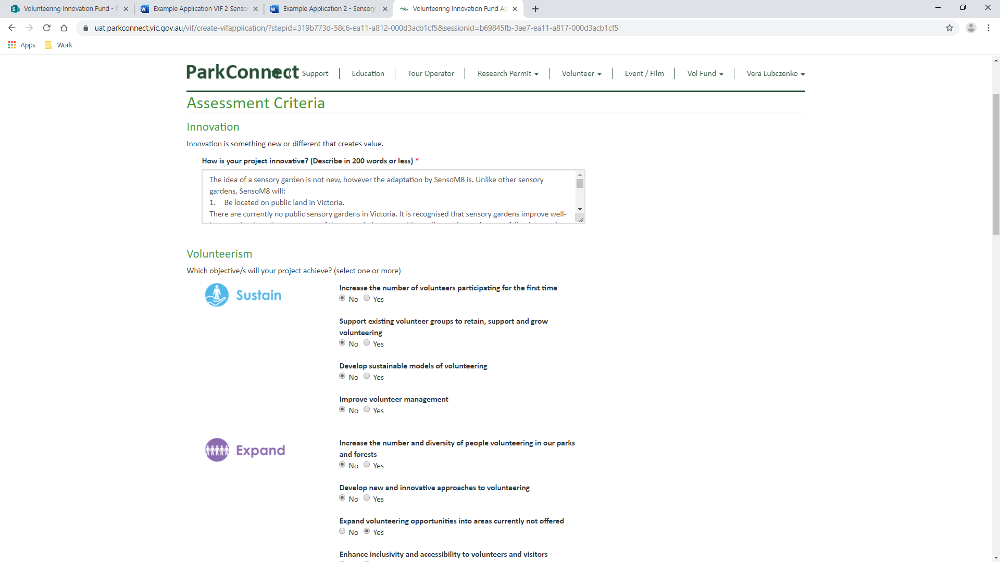 Volunteering Innovation Fund - P
Example Application VIF 2 Senso
Example Application 2 - Sensory
Volunteering Innovation Fund Ap
uat.parkconnect.vic.gov.au/vif/create-vifapplication/?stepid=319b773d-58c6-ea11-a812-000d3acb1cf5&sessionid=b69845fb-3ae7-ea11-a817-000d3acb1cf5
Apps
Work
ParkConnect
Support
Education
Tour Operator
Research Permit
Volunteer
Event / Film
Vol Fund
Vera Lubczenko
Assessment Criteria
Innovation
Innovation is something new or different that creates value.
How is your project innovative? (Describe in 200 words or less) *
The idea of a sensory garden is not new, however the adaptation by SensoM8 is. Unlike other sensory
gardens, SensoM8 will:
1. Be located on public land in Victoria.
There are currently no public sensory gardens in Victoria. It is recognised that sensory gardens improve well-
Volunteerism
Which objective/s will your project achieve? (select one or more)
Sustain
Increase the number of volunteers participating for the first time
No Yes
Support existing volunteer groups to retain, support and grow
volunteering
No Yes
Develop sustainable models of volunteering
No Yes
Improve volunteer management
No Yes
Expand
Increase the number and diversity of people volunteering in our parks
and forests
No Yes
Develop new and innovative approaches to volunteering
No Yes
Expand volunteering opportunities into areas currently not offered
No Yes
Enhance inclusivity and accessibility to volunteers and visitors